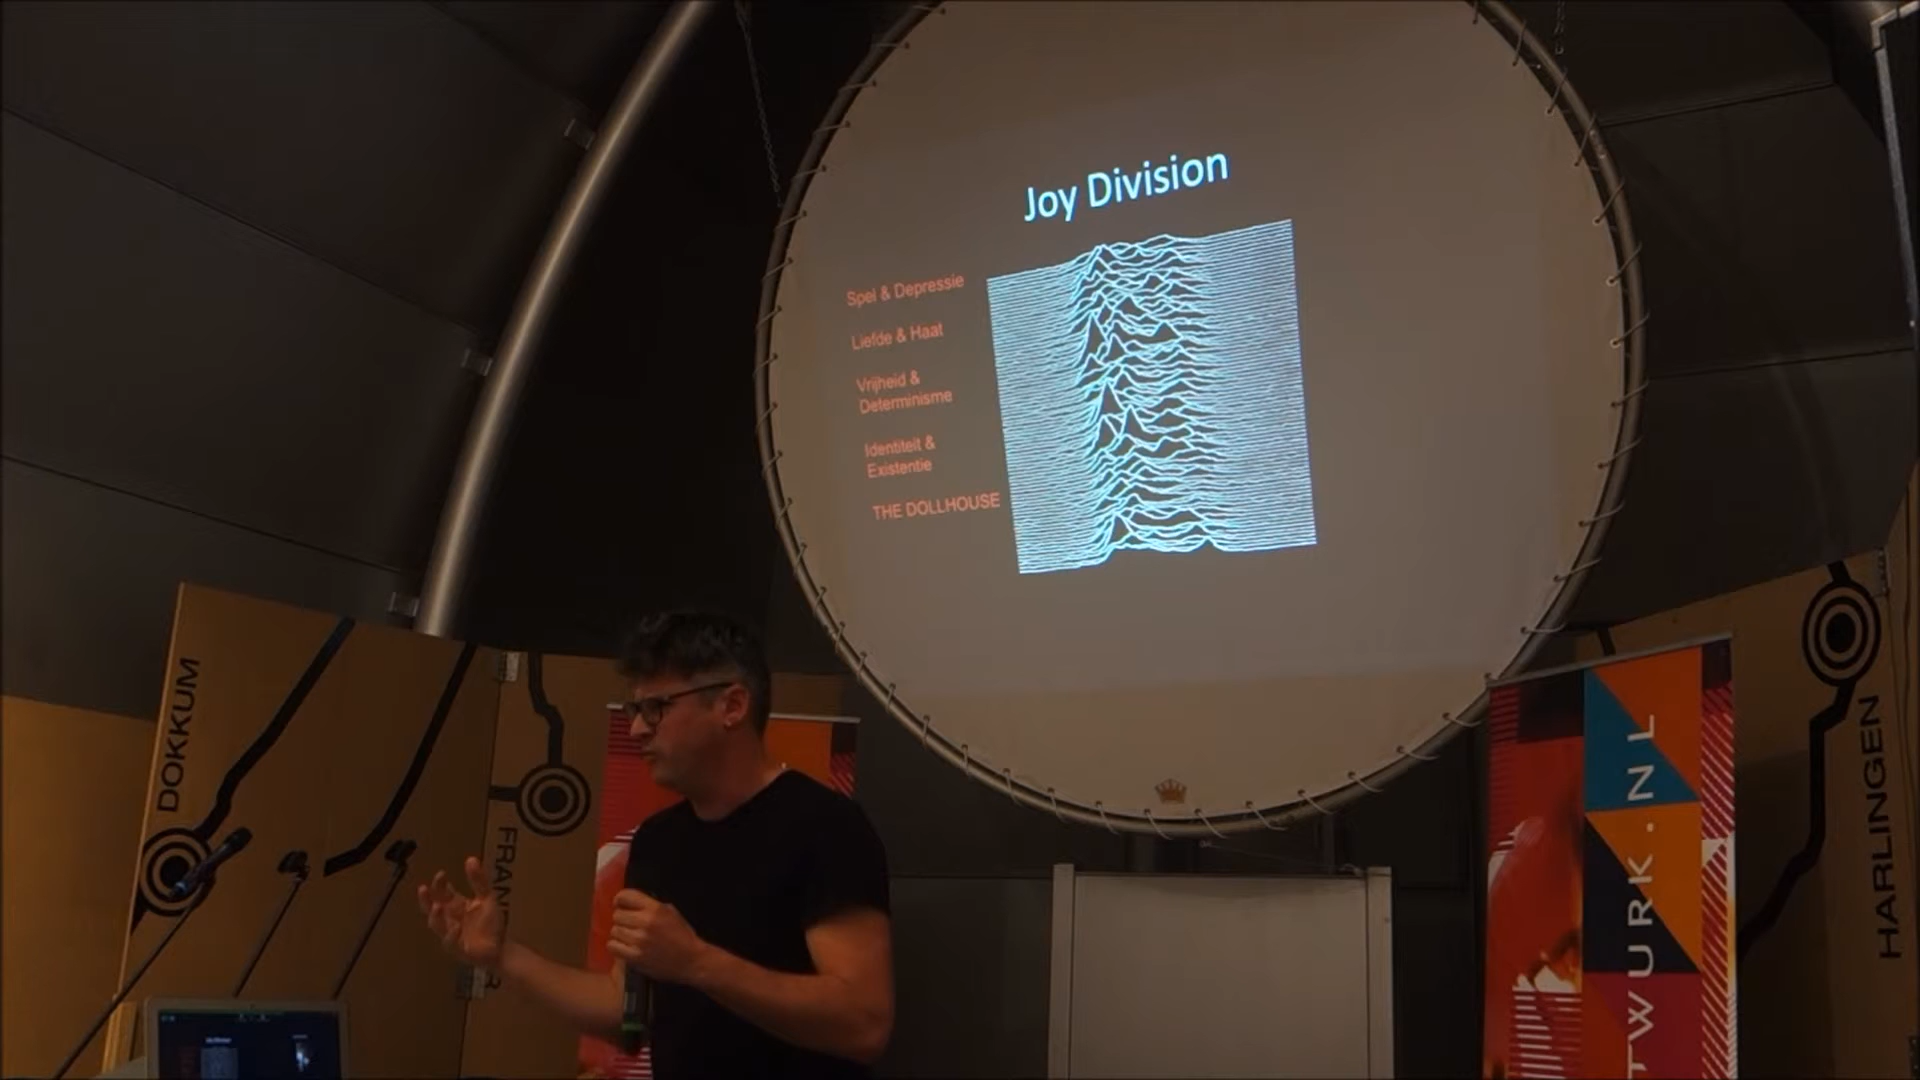 Joy Division
Spel & Depressie
Liefde & Haat
Vrijheid &
Determinisme
Identiteit &
Existentie
THE DOLLHOUSE
DOKKUM
HARLINGEN
TWURK.NL